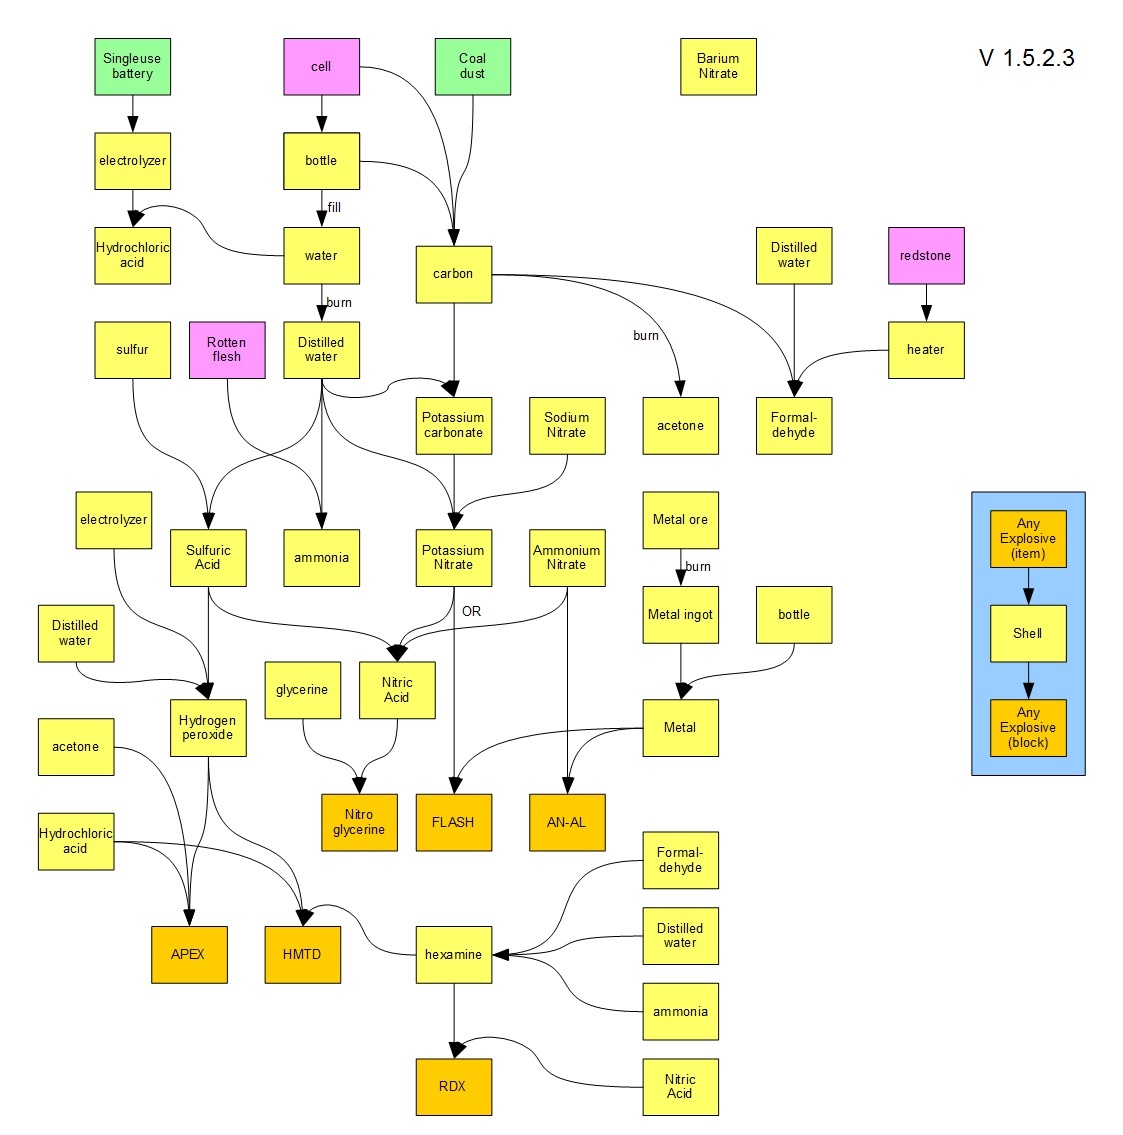 Singleuse
battery
cell
Coal
dust
Barium
Nitrate
V 1.5.2.3
electrolyzer
bottle
fill
Hydrochloric
acid
water
carbon
Distilled
water
redstone
burn
sulfur
Rotten
flesh
Distilled
water
burn
heater
Potassium
carbonate
Sodium
Nitrate
acetone
Formal-
dehyde
electrolyzer
Metal ore
Any
Explosive
(item)
Sulfuric
Acid
ammonia
Potassium
Nitrate
Ammonium
Nitrate
burn
Distilled
water
OR
Metal ingot
bottle
Shell
glycerine
Nitric
Acid
Hydrogen
peroxide
Metal
Any
Explosive
(block)
acetone
Nitro
glycerine
FLASH
AN-AL
Hydrochloric
acid
Formal-
dehyde
Distilled
water
APEX
HMTD
hexamine
ammonia
RDX
Nitric
Acid